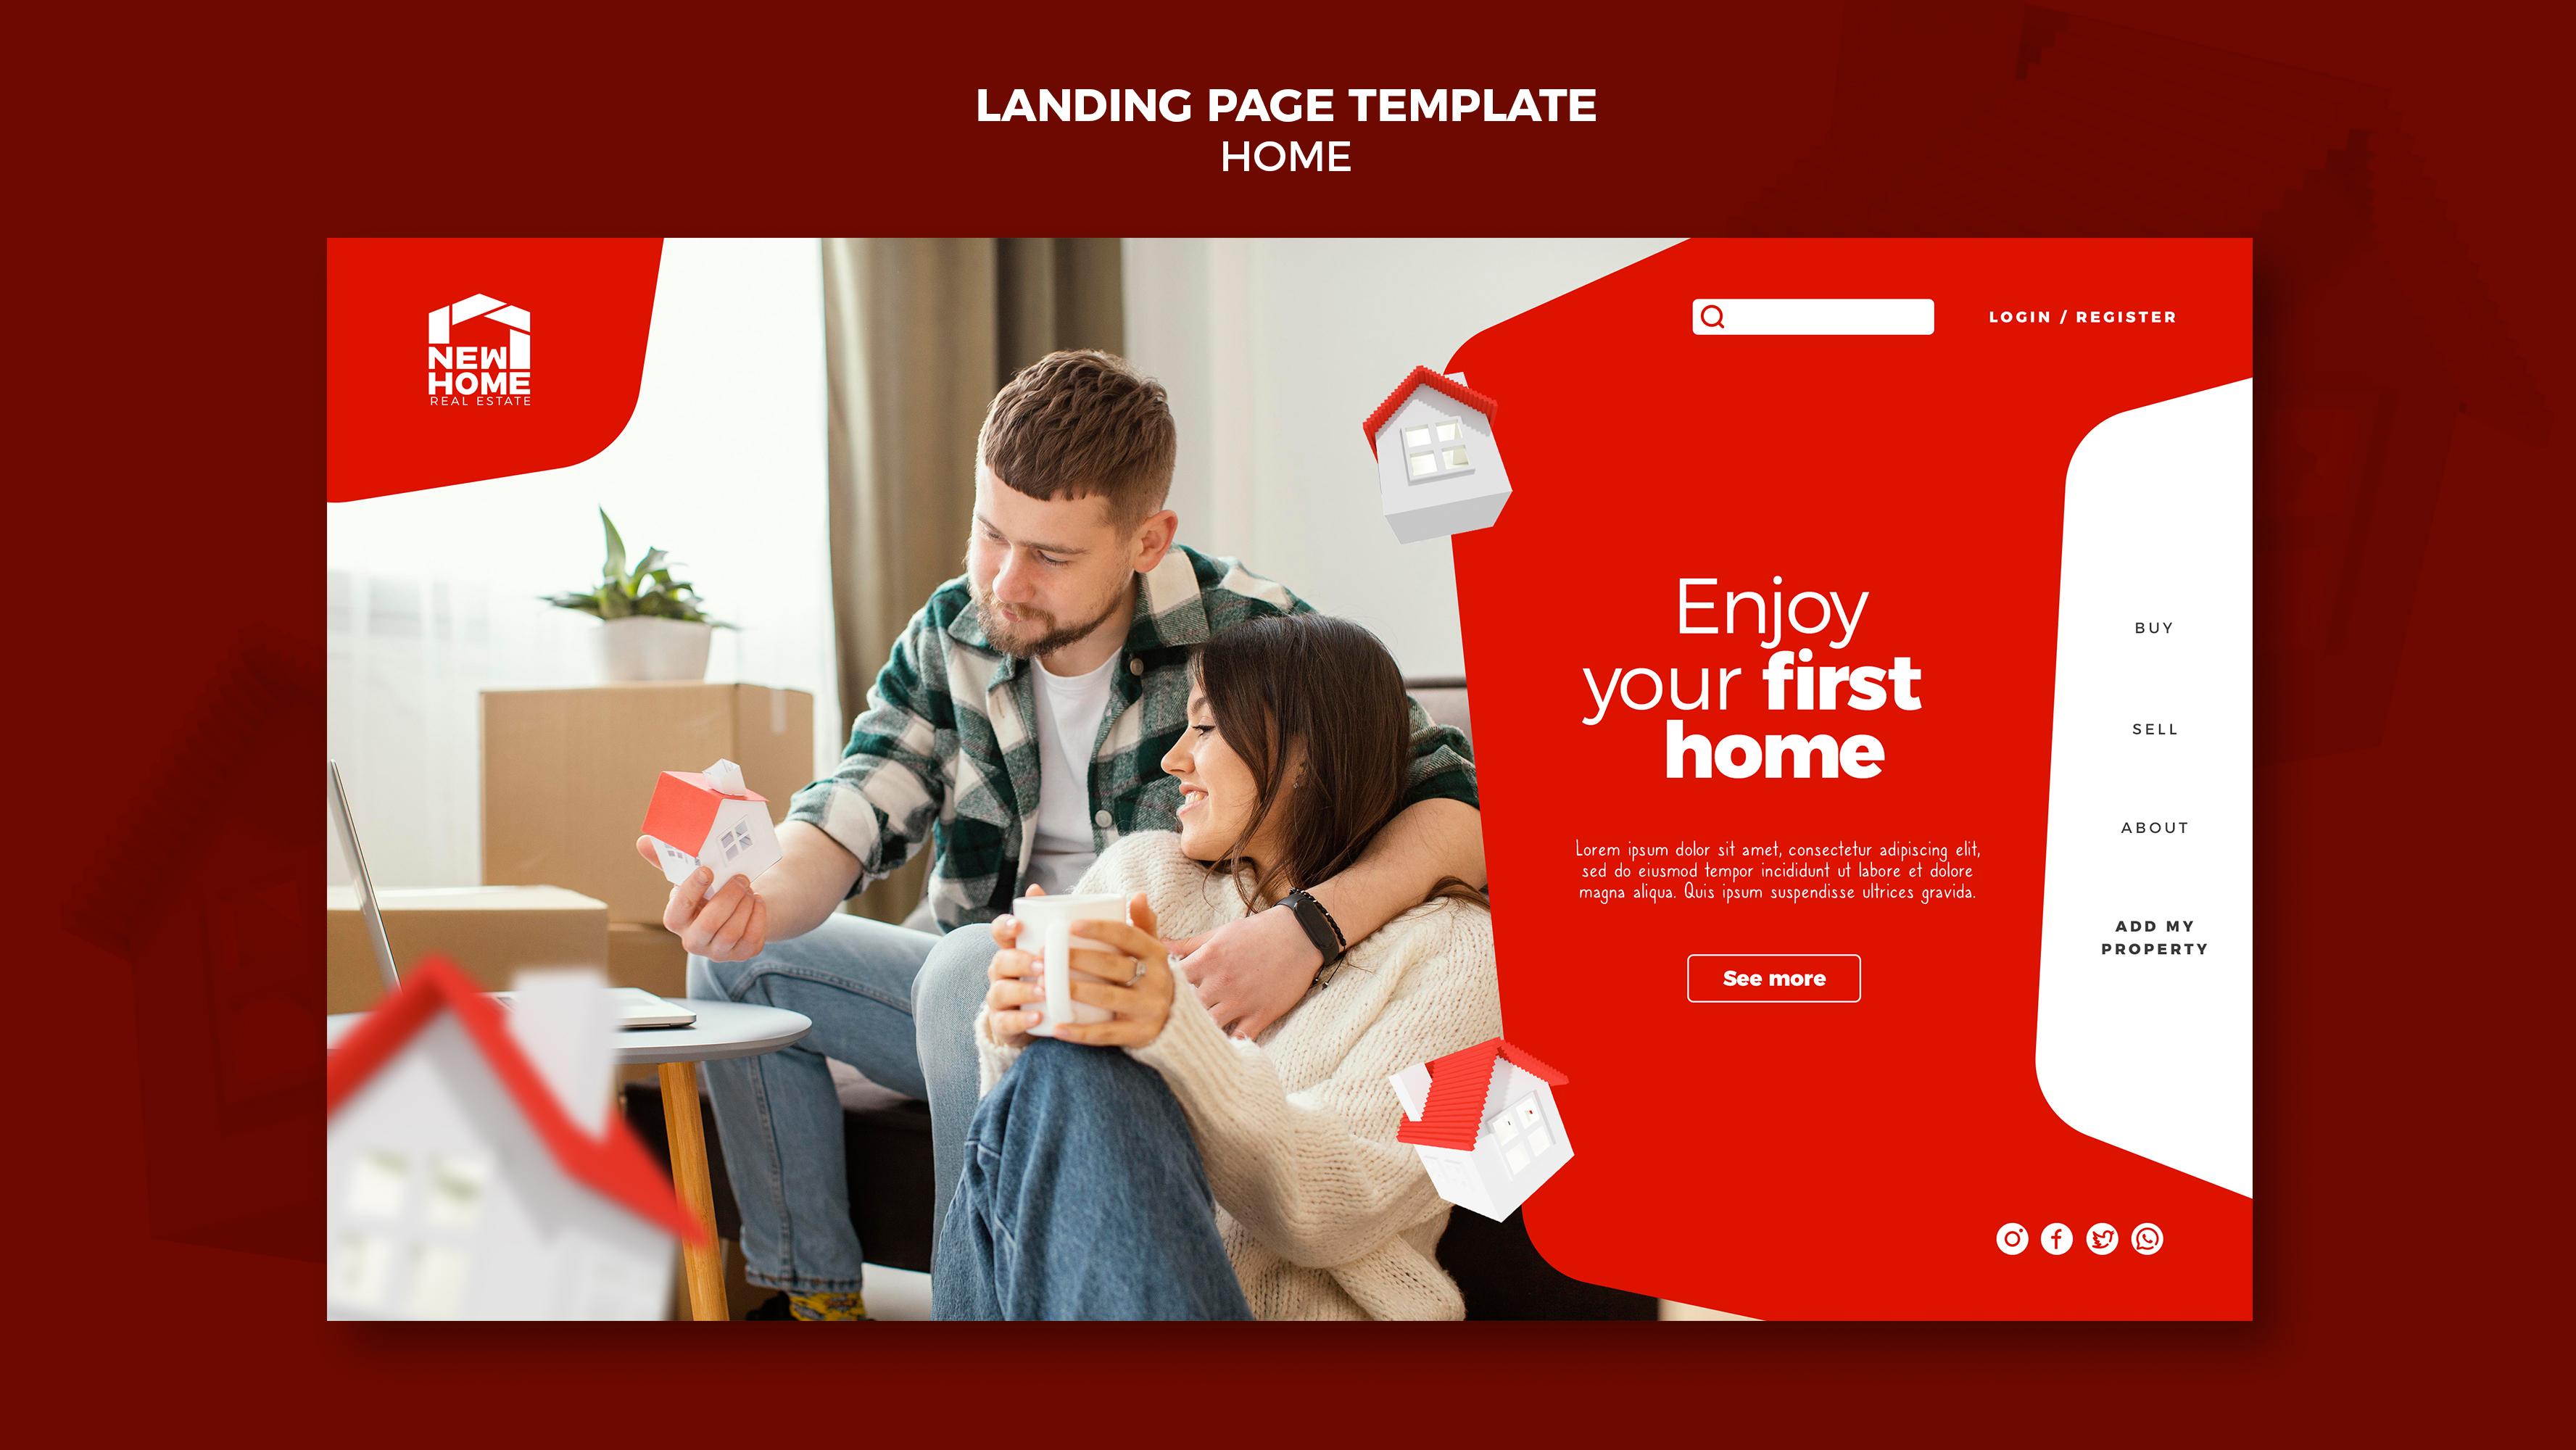 LANDING PAGE TEMPLATE
HOME
NEW
HOME
REAL ESTATE
LOGIN / REGISTER
Enjoy
your first
home
Lorem ipsum dolor sit amet, consectetur adipiscing elit,
sed do eiusmod tempor incididunt ut labore et dolore
magna aliqua. Quis ipsum suspendisse ultrices gravida.
See more
BUY
SELL
ABOUT
ADD MY
PROPERTY